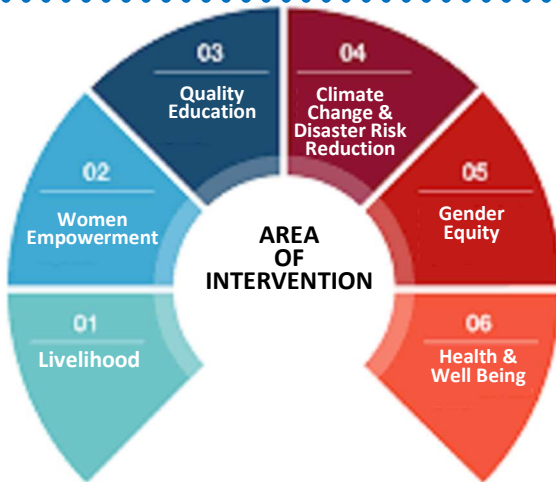 01
Livelihood
02
Women
Empowerment
03
Quality
Education
04
Climate
Change &
Disaster Risk
Reduction
05
Gender
Equity
06
Health &
Well Being
AREA
OF
INTERVENTION